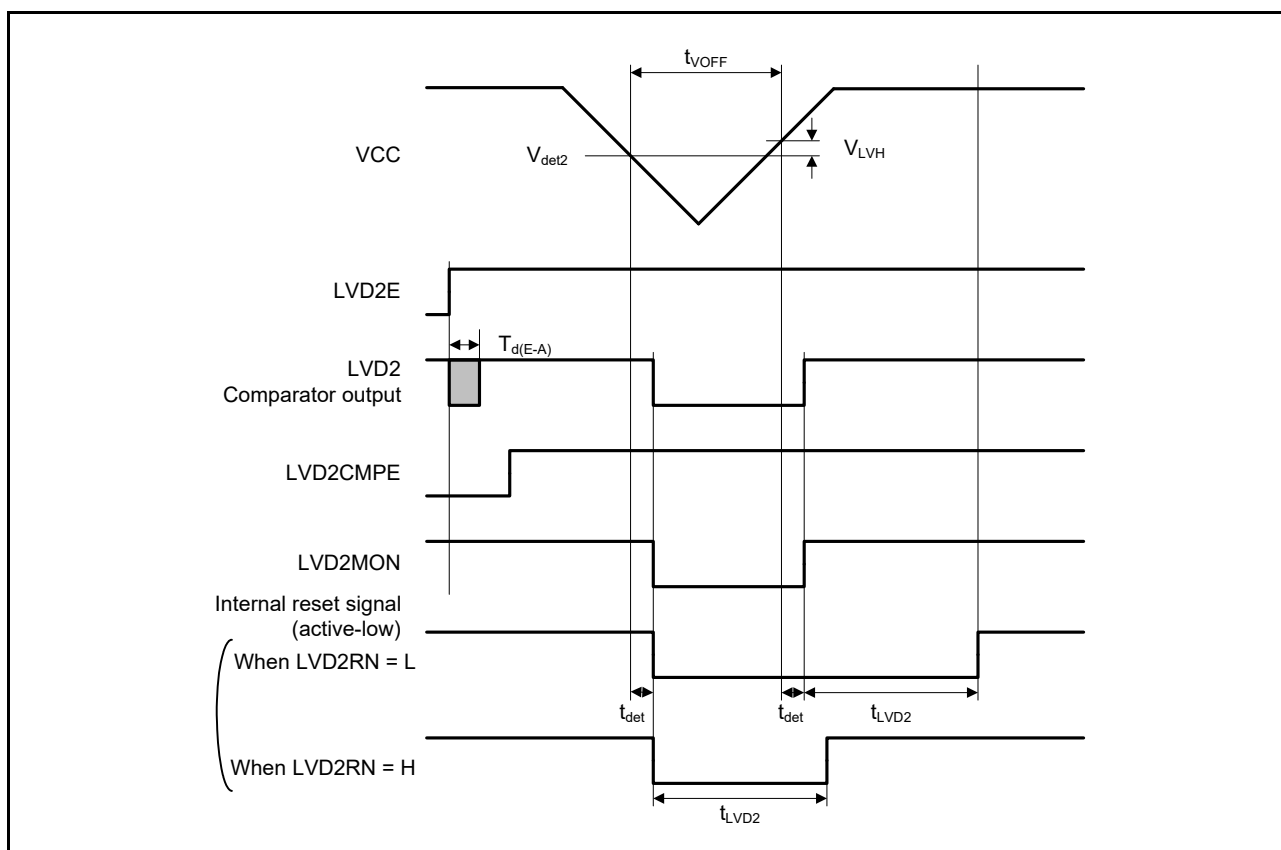 tVOFF
VCC
Vdet2
VLVH
LVD2E
Td(E-A)
LVD2
Comparator output
LVD2CMPE
LVD2MON
Internal reset signal
(active-low)
When LVD2RN = L
tdet
tdet
tLVD2
When LVD2RN = H
tLVD2